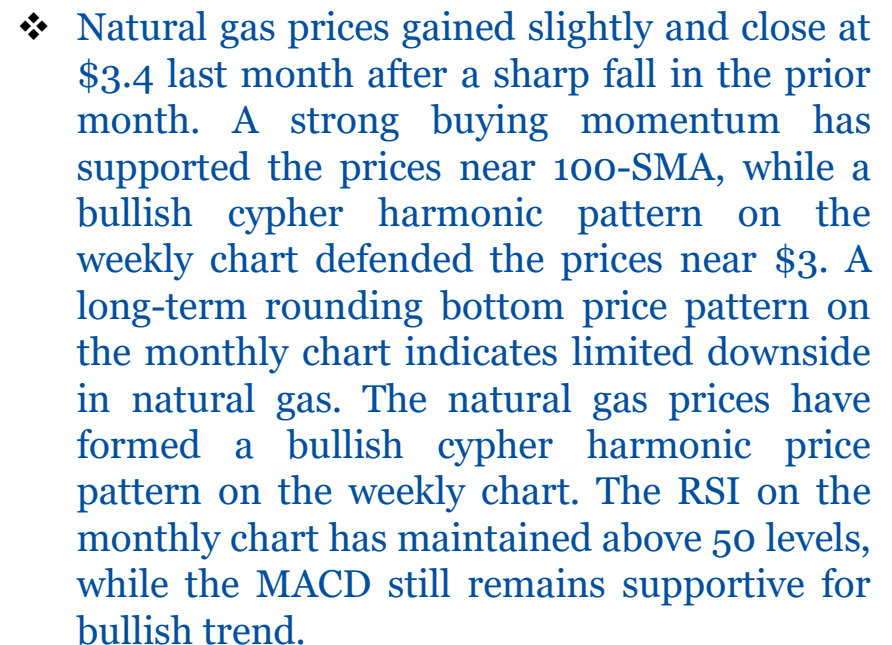 ❖ Natural gas prices gained slightly and close at
$3.4 last month after a sharp fall in the prior
month. A strong buying momentum has
supported the prices near 100-SMA, while a
bullish cypher harmonic pattern on the
weekly chart defended the prices near $3. A
long-term rounding bottom price pattern on
the monthly chart indicates limited downside
in natural gas. The natural gas prices have
formed a bullish cypher harmonic price
pattern on the weekly chart. The RSI on the
monthly chart has maintained above 50 levels,
while the MACD still remains supportive for
bullish trend.